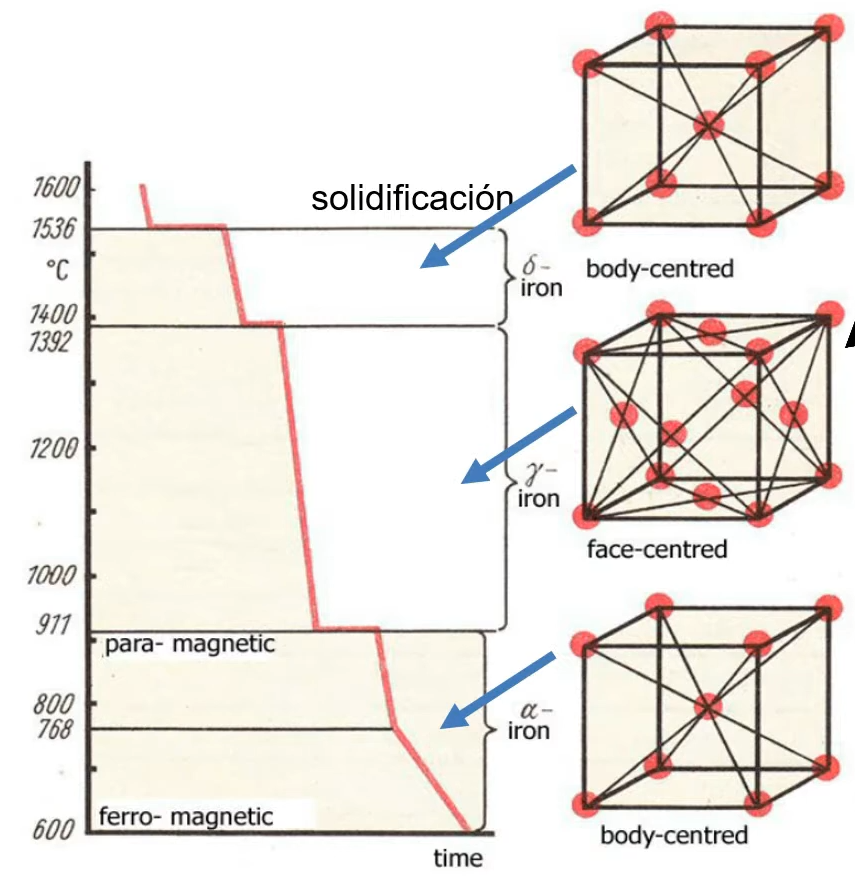 solidificación
1600
1536
°C
1400
1392
1200
1000
911
800
768
600
para- magnetic
ferro- magnetic
time
δ-
iron
γ-
iron
α-
iron
body-centred
face-centred
body-centred